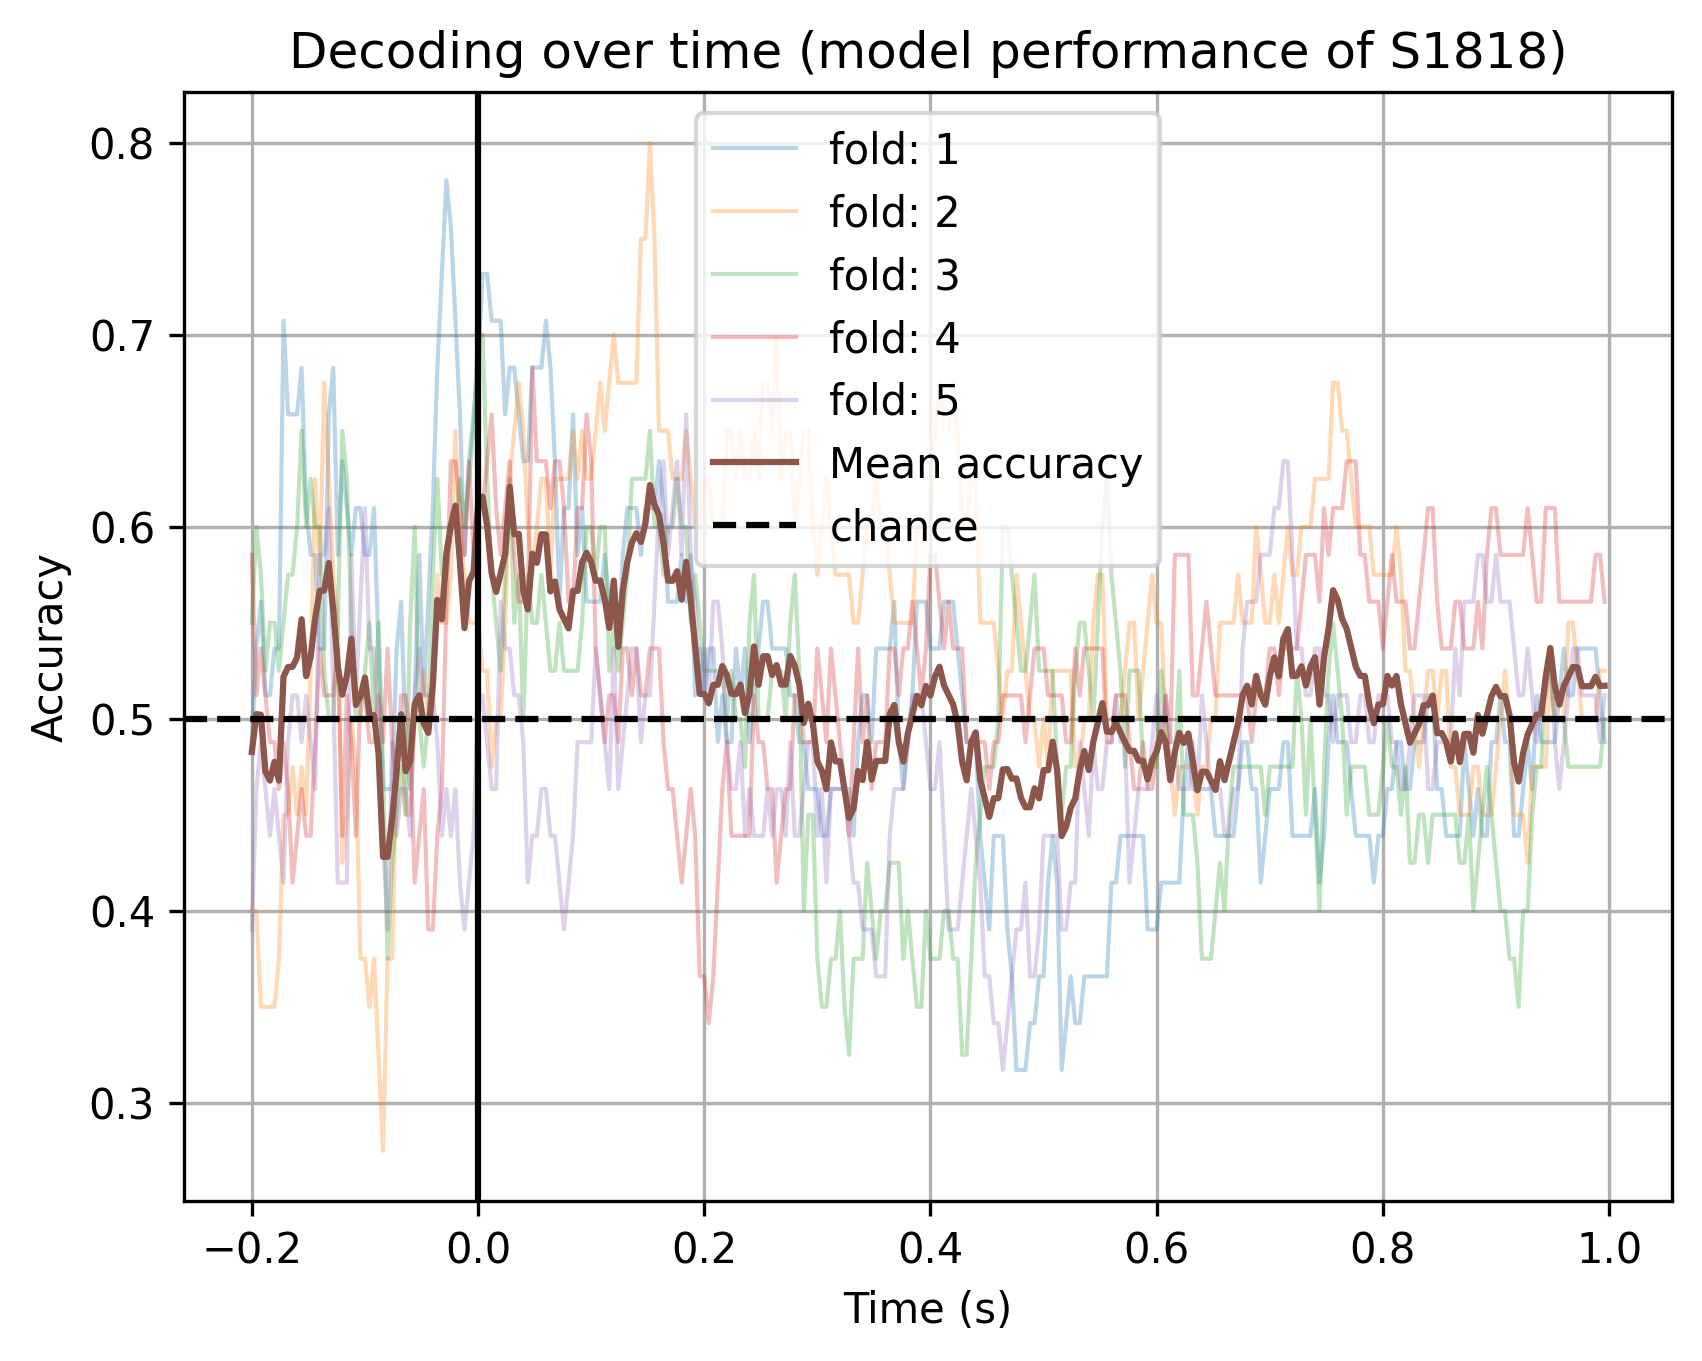 Decoding over time (model performance of S1818)
fold: 1
fold: 2
fold: 3
fold: 4
fold: 5
Mean accuracy
chance
Accuracy
0.8
0.7
0.6
0.5
0.4
0.3
−0.2 0.0 0.2 0.4 0.6 0.8 1.0
Time (s)